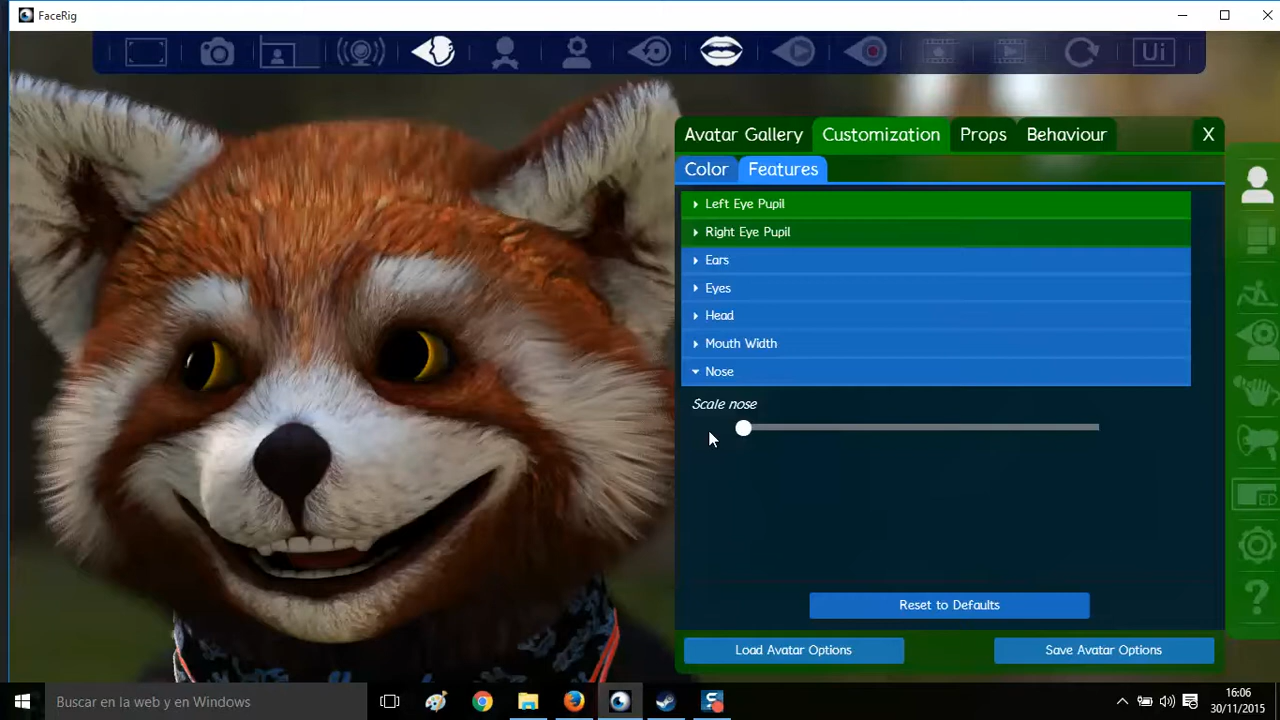 FaceRig
Ui
Avatar Gallery Customization Props Behaviour X
Color Features
Left Eye Pupil
Right Eye Pupil
Ears
Eyes
Head
Mouth Width
Nose
Scale nose
ED
?
Reset to Defaults
Load Avatar Options Save Avatar Options
Buscar en la web y en Windows
16:06
30/11/2015